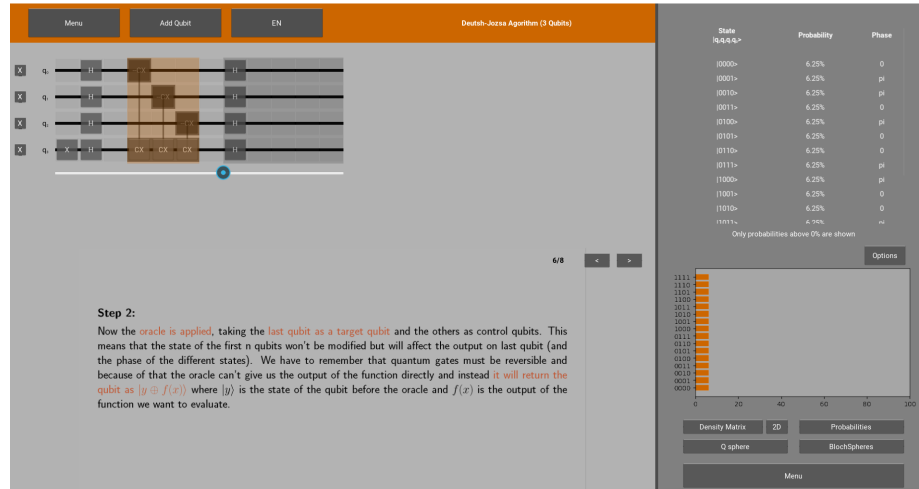 Menu
Add Qubit
EN
Deutsh-Jozsa Agorithm (3 Qubits)
X H CX H
X H CX H
X H CX H
X X H CX CX CX H
6/8 < >
Step 2:
Now the oracle is applied, taking the last qubit as a target qubit and the others as control qubits. This
means that the state of the first n qubits won't be modified but will affect the output on last qubit (and
the phase of the different states). We have to remember that quantum gates must be reversible and
because of that the oracle can't give us the output of the function directly and instead it will return the
qubit as |y ⊕ f(x)⟩ where |y⟩ is the state of the qubit before the oracle and f(x) is the output of the
function we want to evaluate.
State Probability Phase
|0000> 6.25% 0
|0001> 6.25% pi
|0010> 6.25% pi
|0011> 6.25% 0
|0100> 6.25% pi
|0101> 6.25% 0
|0110> 6.25% 0
|0111> 6.25% pi
|1000> 6.25% pi
|1001> 6.25% 0
|1010> 6.25% 0
|1011> 6.25% pi
Only probabilities above 0% are shown
Options
1111
1110
1101
1100
1011
1010
1001
1000
0111
0110
0101
0100
0011
0010
0001
0000
0 20 40 60 80 100
Density Matrix
2D
Probabilities
Q sphere
BlochSpheres
Menu